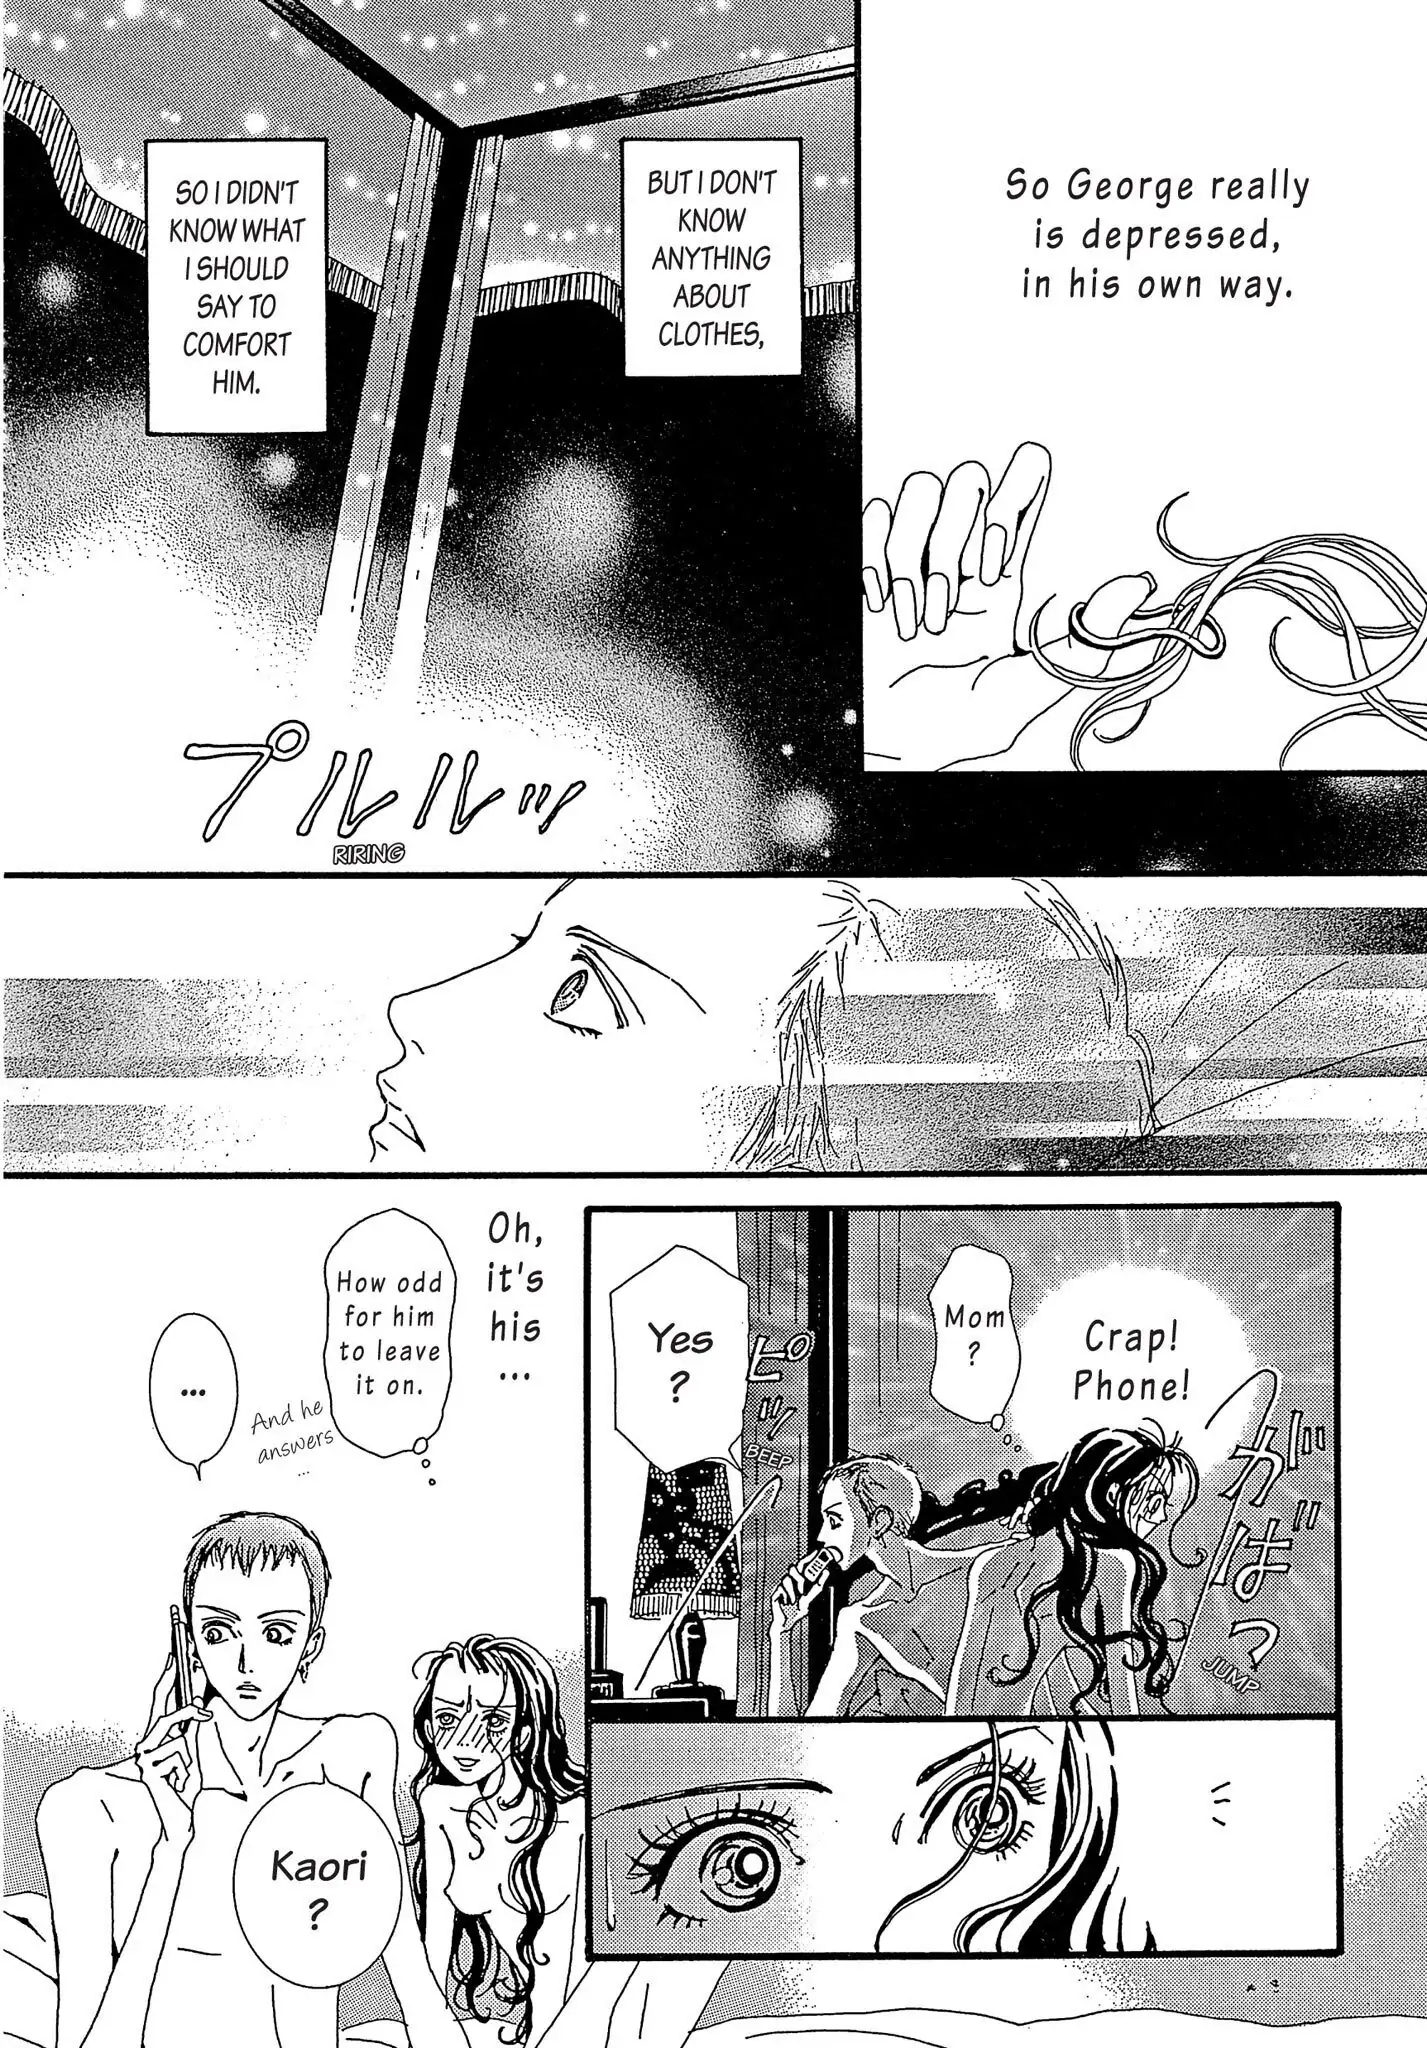 So George really
is depressed,
in his own way.
BUT I DON'T
KNOW
ANYTHING
ABOUT
CLOTHES,
SO I DIDN'T
KNOW WHAT
I SHOULD
SAY TO
COMFORT
HIM.
プルルルッ
RIRING
Crap!
Phone!
がばっ
JUMP
Mom
?
ピッ
BEEP
Yes
?
Oh,
it's
his
...
How odd
for him
to leave
it on.
And he
answers
...
...
Kaori
?